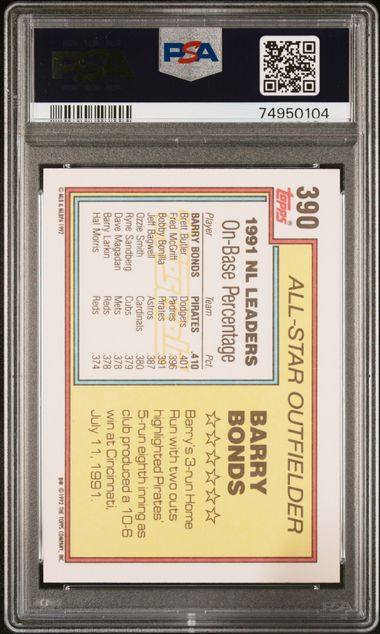 PSA
PSA
74950104
390
TOPPS®
ALL-STAR OUTFIELDER
1991 NL LEADERS
On-Base Percentage
Player Team Pct.
BARRY BONDS PIRATES .410
Brett Butler Dodgers .401
Fred McGriff Padres .396
Bobby Bonilla Pirates .391
Jeff Bagwell Astros .387
Ozzie Smith Cardinals .380
Ryne Sandberg Cubs .379
Dave Magadan Mets .378
Barry Larkin Reds .378
Hal Morris Reds .374
© MLB & MLBPA 1992
BARRY
BONDS
Barry's 3-run Home
Run with two outs
highlighted Pirates'
5-run eighth inning as
club produced a 10-6
win at Cincinnati,
July 11, 1991.
© 1992 THE TOPPS COMPANY, INC.